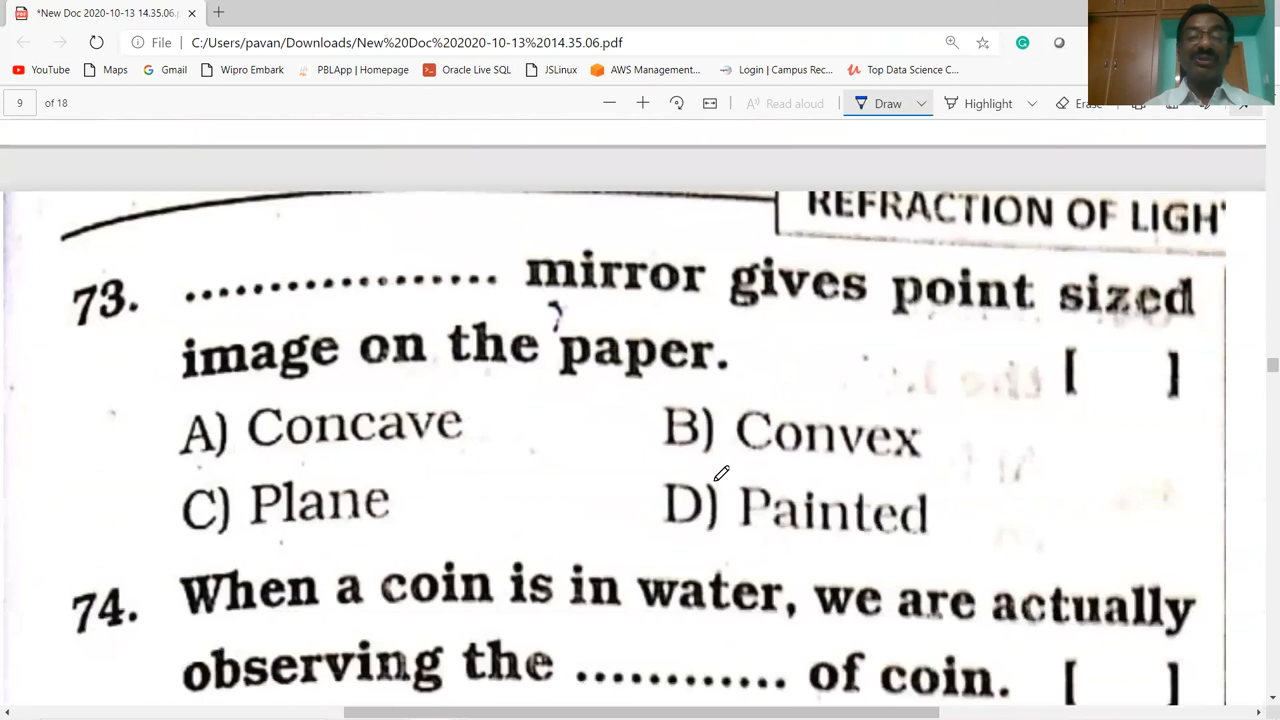 *New Doc 2020-10-13 14.35.06.p
File
C:/Users/pavan/Downloads/New%20Doc%202020-10-13%2014.35.06.pdf
YouTube Maps Gmail Wipro Embark PBLApp | Homepage Oracle Live SQL JSLinux AWS Management... Login | Campus Rec... Top Data Science C...
9 of 18 Read aloud Draw Highlight Erase
REFRACTION OF LIGH
73. .................. mirror gives point sized
image on the paper. [ ]
A) Concave B) Convex
C) Plane D) Painted
74. When a coin is in water, we are actually
observing the ............. of coin. [ ]